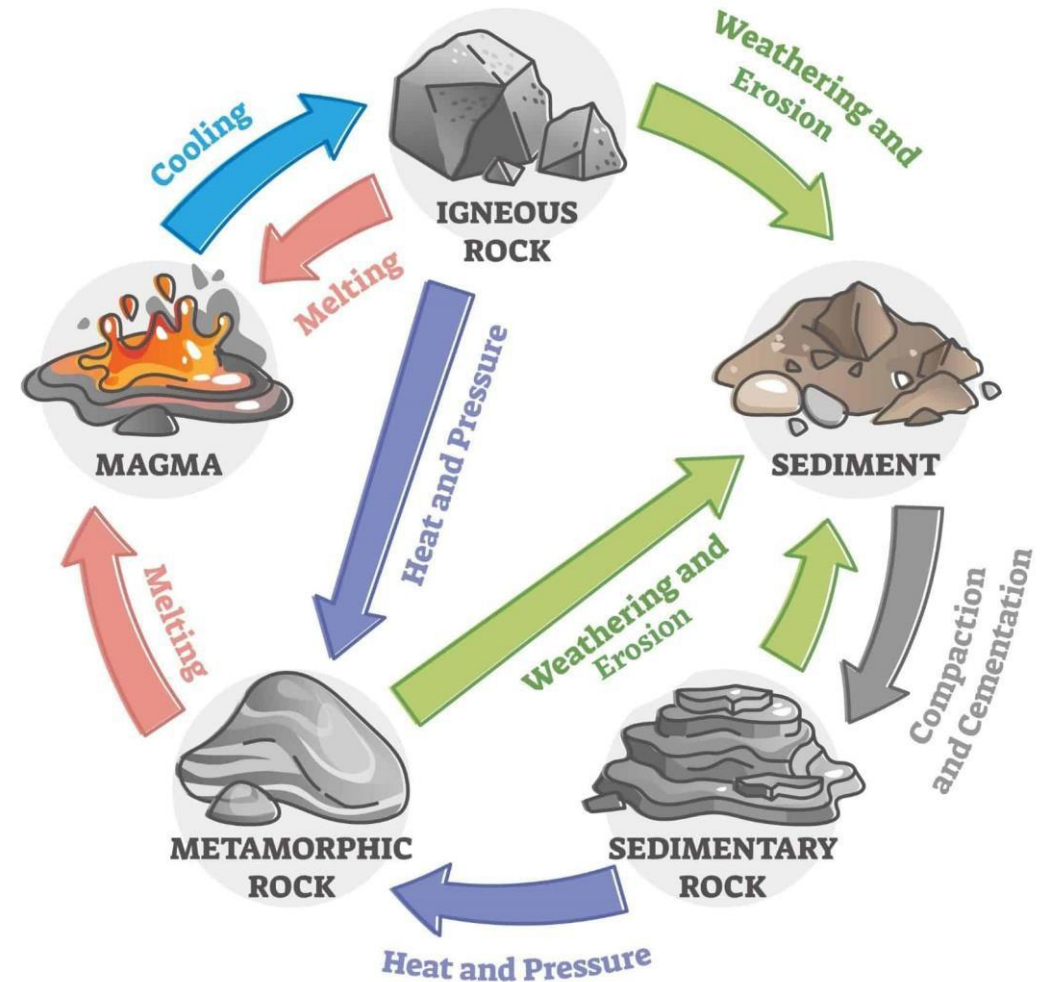 Weathering and
Erosion
Cooling
IGNEOUS
ROCK
Melting
MAGMA
Heat and Pressure
SEDIMENT
Melting
Weathering and
Erosion
Compaction
and Cementation
METAMORPHIC
ROCK
SEDIMENTARY
ROCK
Heat and Pressure